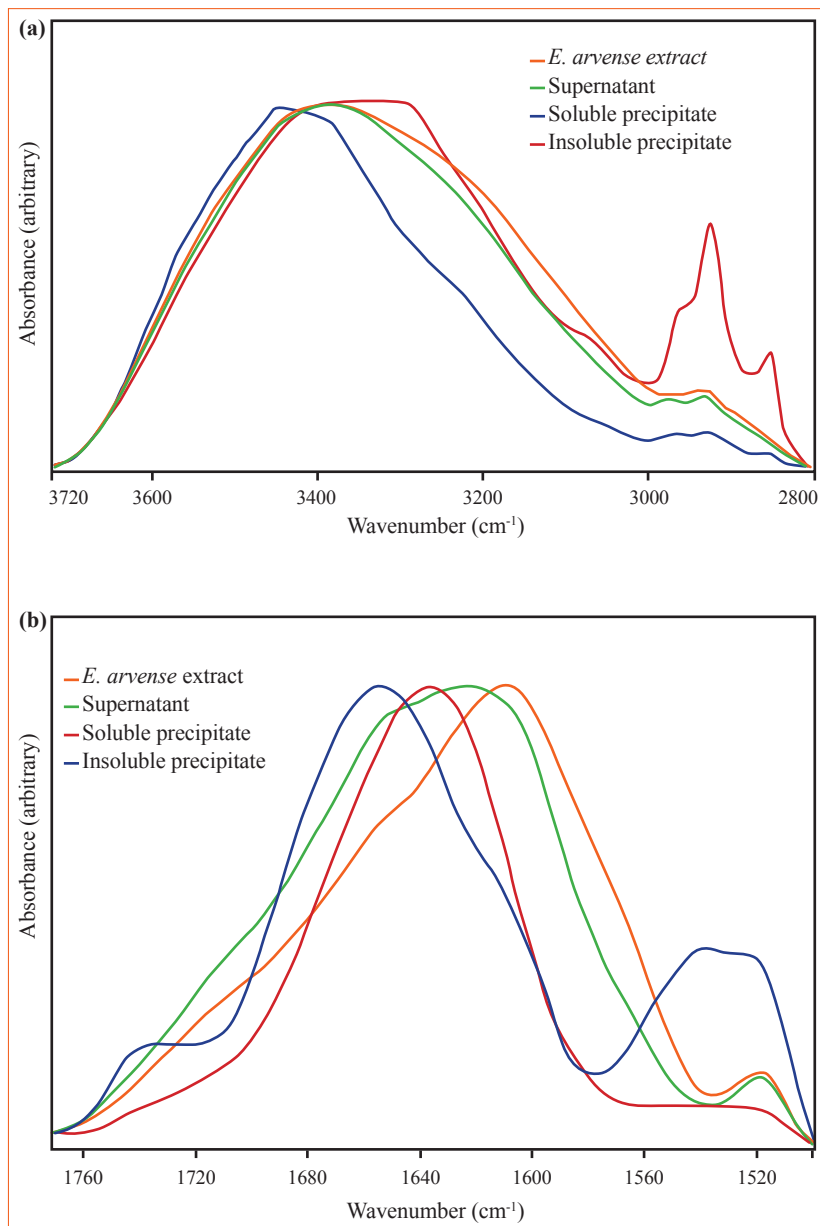 (a)
E. arvense extract
Supernatant
Soluble precipitate
Insoluble precipitate
Absorbance (arbitrary)
3720 3600 3400 3200 3000 2800
Wavenumber (cm⁻¹)
(b)
E. arvense extract
Supernatant
Soluble precipitate
Insoluble precipitate
Absorbance (arbitrary)
1760 1720 1680 1640 1600 1560 1520
Wavenumber (cm⁻¹)